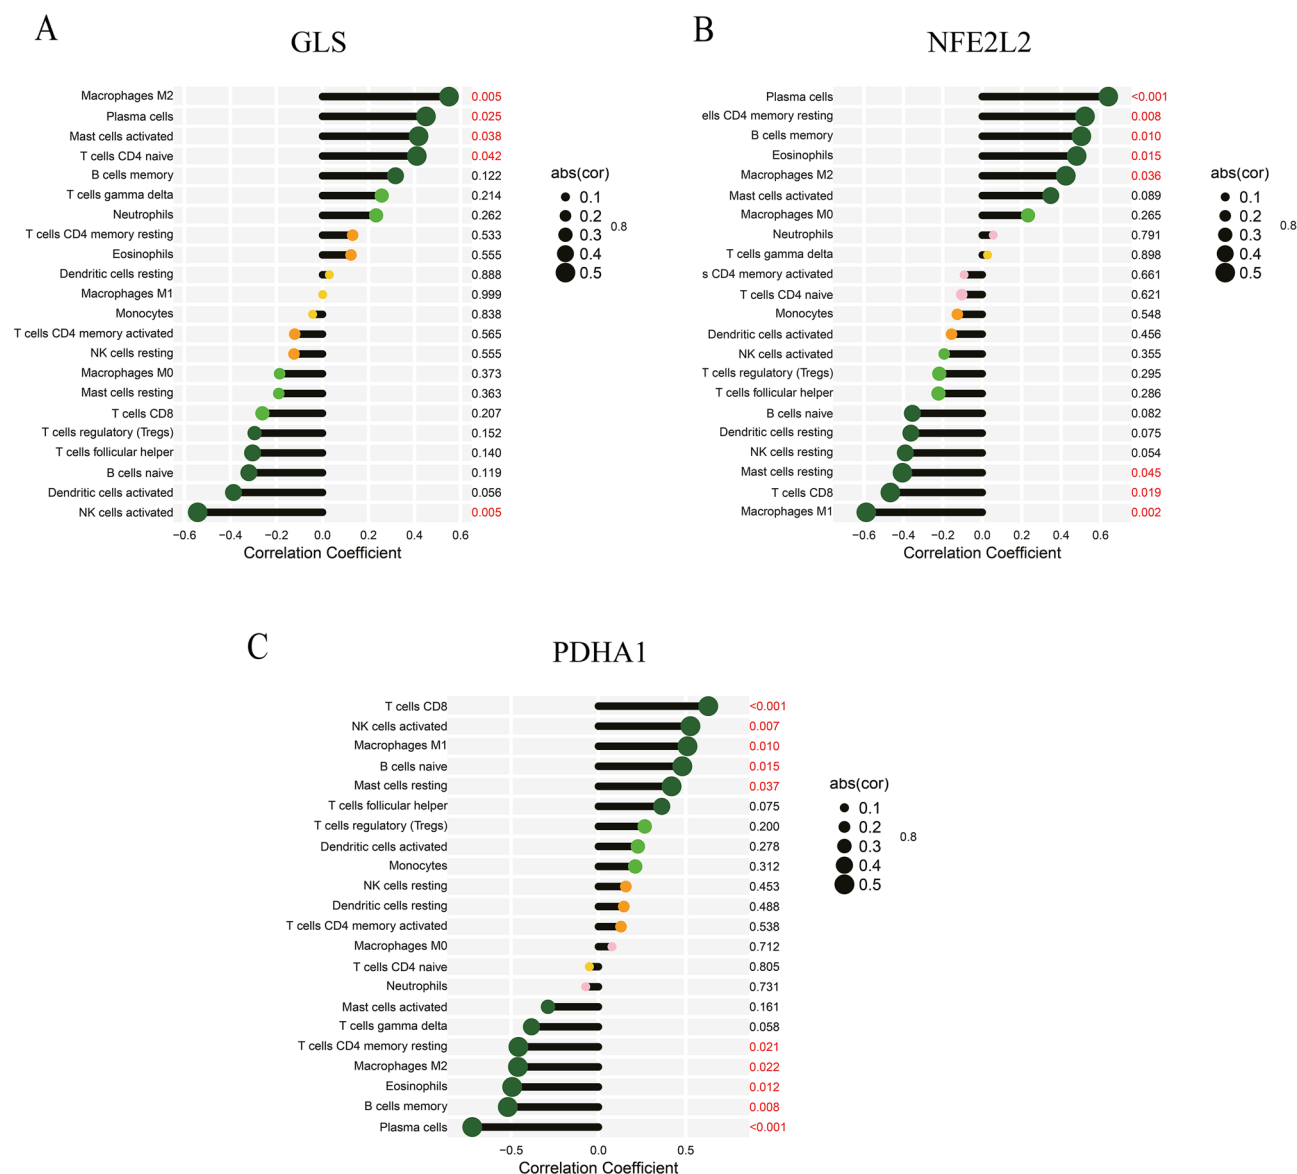 A
GLS
Macrophages M2 0.005
Plasma cells 0.025
Mast cells activated 0.038
T cells CD4 naive 0.042
B cells memory 0.122
T cells gamma delta 0.214
Neutrophils 0.262
T cells CD4 memory resting 0.533
Eosinophils 0.555
Dendritic cells resting 0.888
Macrophages M1 0.999
Monocytes 0.838
T cells CD4 memory activated 0.565
NK cells resting 0.555
Macrophages M0 0.373
Mast cells resting 0.363
T cells CD8 0.207
T cells regulatory (Tregs) 0.152
T cells follicular helper 0.140
B cells naive 0.119
Dendritic cells activated 0.056
NK cells activated 0.005
−0.6 −0.4 −0.2 0.0 0.2 0.4 0.6
Correlation Coefficient
abs(cor)
0.1
0.2
0.3
0.4
0.5
0.8
B
NFE2L2
Plasma cells <0.001
ells CD4 memory resting 0.008
B cells memory 0.010
Eosinophils 0.015
Macrophages M2 0.036
Mast cells activated 0.089
Macrophages M0 0.265
Neutrophils 0.791
T cells gamma delta 0.898
s CD4 memory activated 0.661
T cells CD4 naive 0.621
Monocytes 0.548
Dendritic cells activated 0.456
NK cells activated 0.355
T cells regulatory (Tregs) 0.295
T cells follicular helper 0.286
B cells naive 0.082
Dendritic cells resting 0.075
NK cells resting 0.054
Mast cells resting 0.045
T cells CD8 0.019
Macrophages M1 0.002
−0.6 −0.4 −0.2 0.0 0.2 0.4 0.6
Correlation Coefficient
abs(cor)
0.1
0.2
0.3
0.4
0.5
0.8
C
PDHA1
T cells CD8 <0.001
NK cells activated 0.007
Macrophages M1 0.010
B cells naive 0.015
Mast cells resting 0.037
T cells follicular helper 0.075
T cells regulatory (Tregs) 0.200
Dendritic cells activated 0.278
Monocytes 0.312
NK cells resting 0.453
Dendritic cells resting 0.488
T cells CD4 memory activated 0.538
Macrophages M0 0.712
T cells CD4 naive 0.805
Neutrophils 0.731
Mast cells activated 0.161
T cells gamma delta 0.058
T cells CD4 memory resting 0.021
Macrophages M2 0.022
Eosinophils 0.012
B cells memory 0.008
Plasma cells <0.001
−0.5 0.0 0.5
Correlation Coefficient
abs(cor)
0.1
0.2
0.3
0.4
0.5
0.8